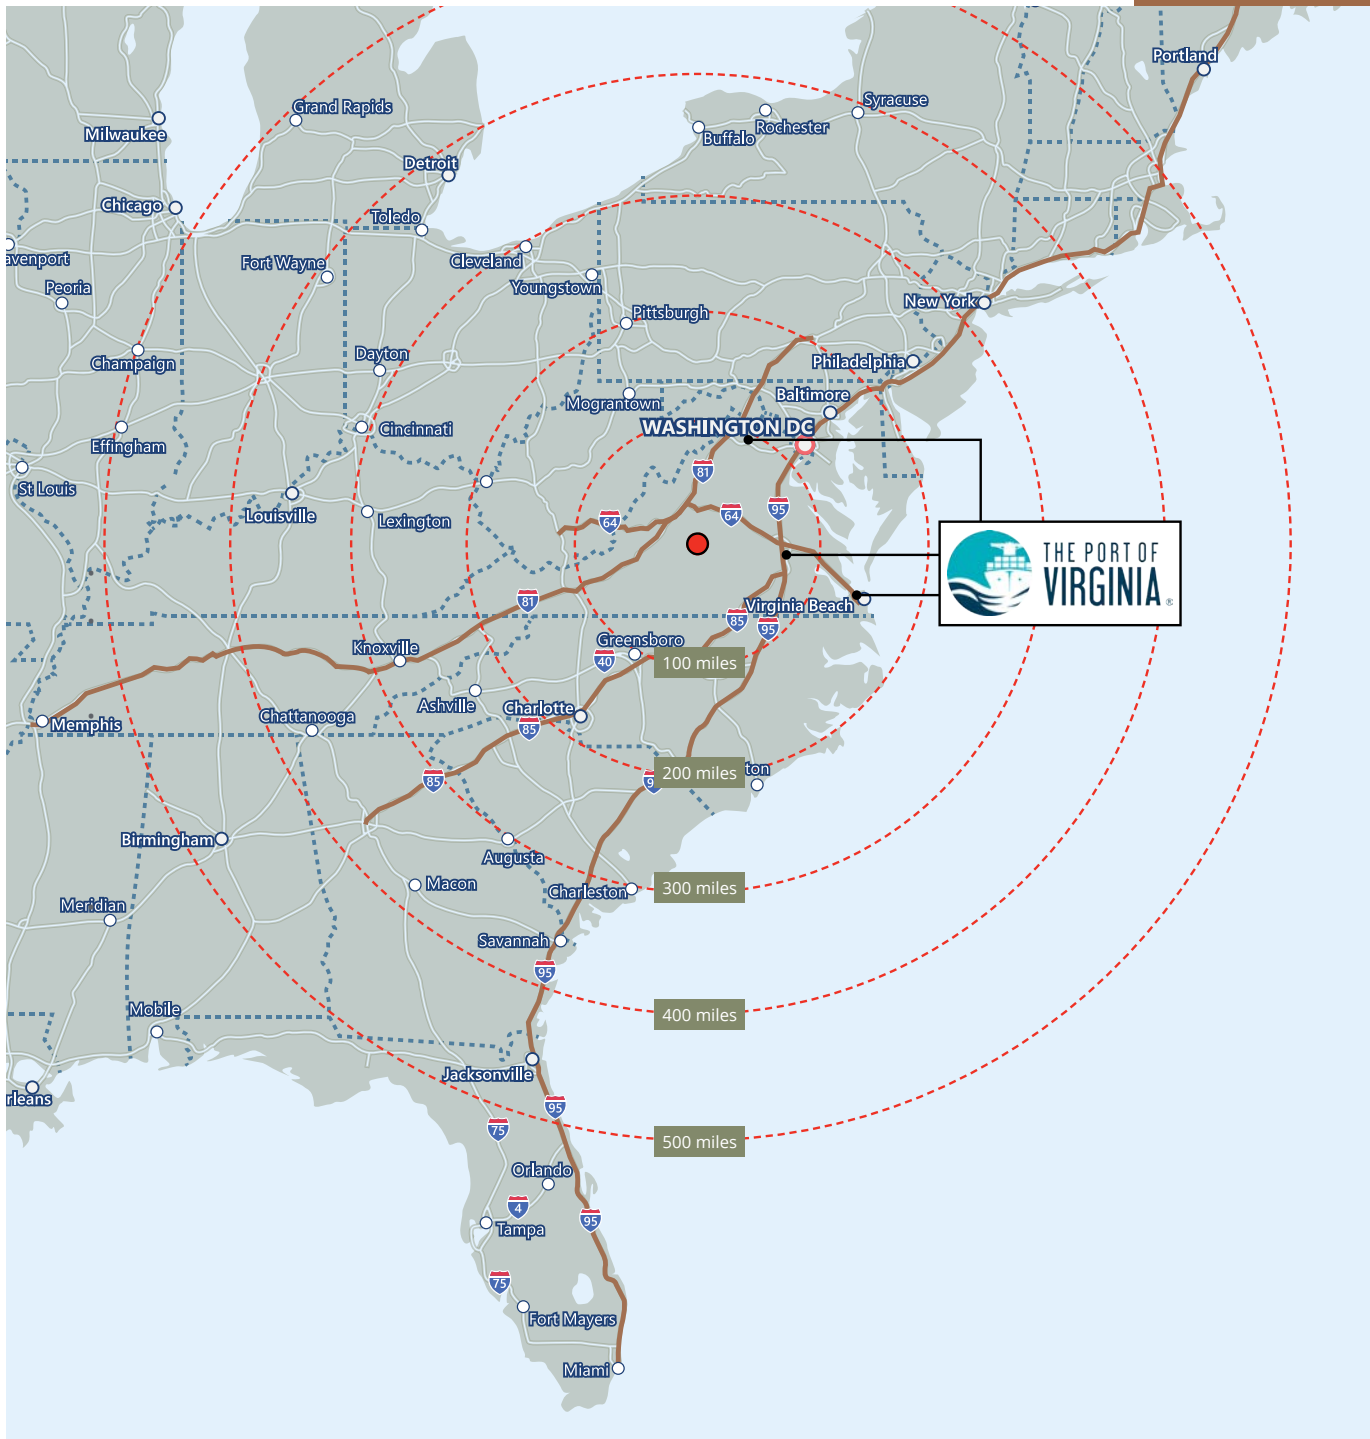 Portland
Grand Rapids
Syracuse
Milwaukee
Rochester
Buffalo
Detroit
Chicago
Toledo
avenport
Cleveland
Fort Wayne
Peoria
Youngstown
New York
Pittsburgh
Dayton
Champaign
Philadelphia
Baltimore
Mograntown
WASHINGTON DC
Cincinnati
Effingham
81
St Louis
95
64
64
Louisville
Lexington
THE PORT OF
VIRGINIA
®
81
Virginia Beach
85
95
Greensboro
Knoxville
40
100 miles
Ashville
Charlotte
Chattanooga
Memphis
85
200 miles
ton
85
9
Birmingham
Augusta
Macon
300 miles
Charleston
Meridian
Savannah
95
Mobile
400 miles
Jacksonville
rleans
95
75
500 miles
Orlando
4
95
Tampa
75
Fort Mayers
Miami